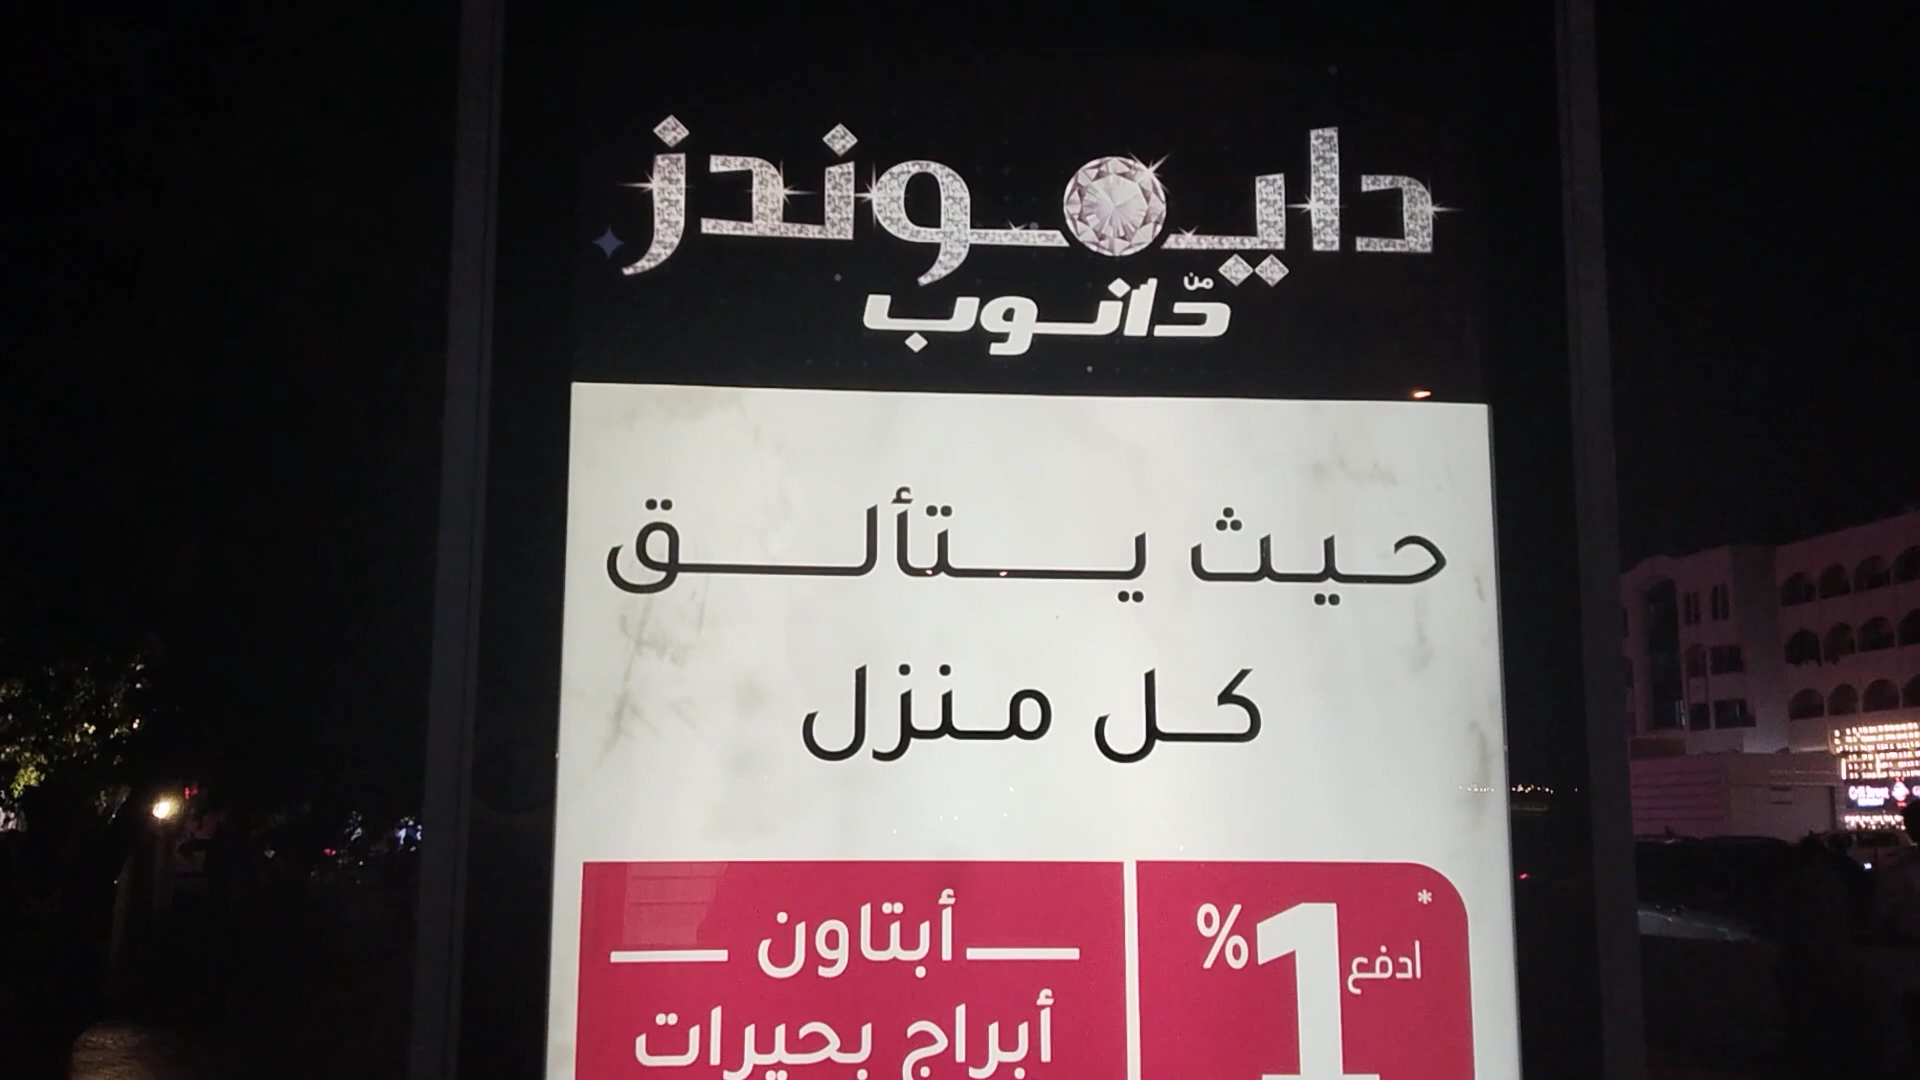 دايموندز
من دانوب
حيث يتألق
كل منزل
ادفع 1%*
أبتاون
أبراج بحيرات